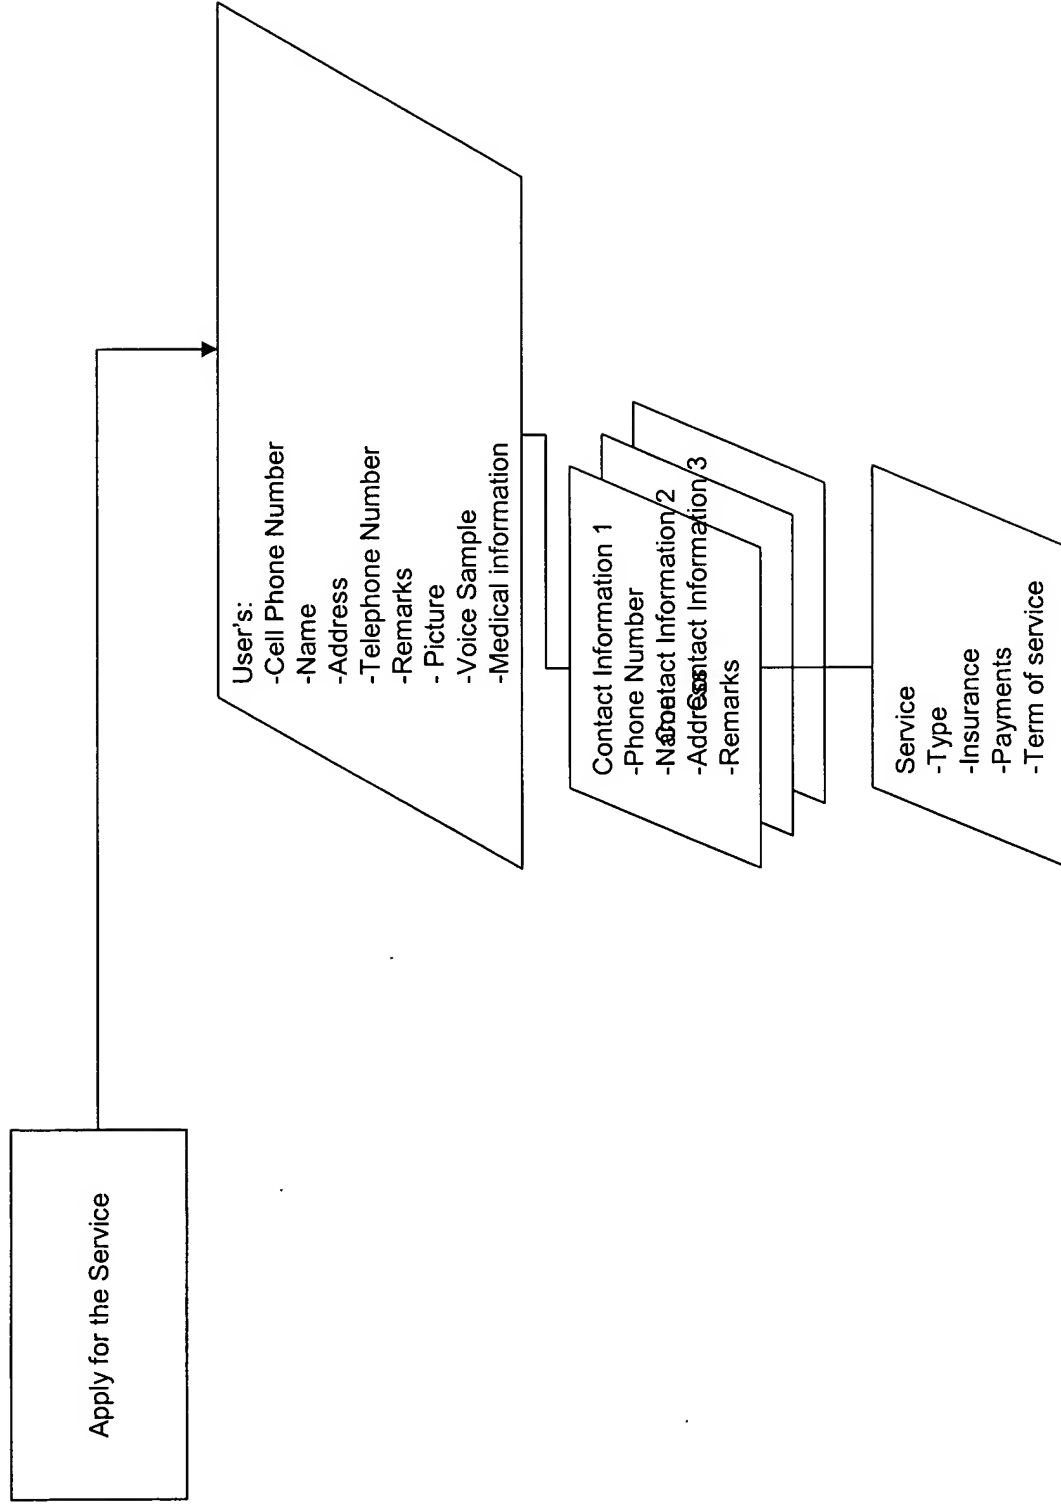 Apply for the Service
User's:
-Cell Phone Number
-Name
-Address
-Telephone Number
-Remarks
- Picture
-Voice Sample
-Medical information
Contact Information 1
-Phone Number
-Name
-Address
-Remarks
Contact Information 2
Contact Information 3
Service
-Type
-Insurance
-Payments
-Term of service